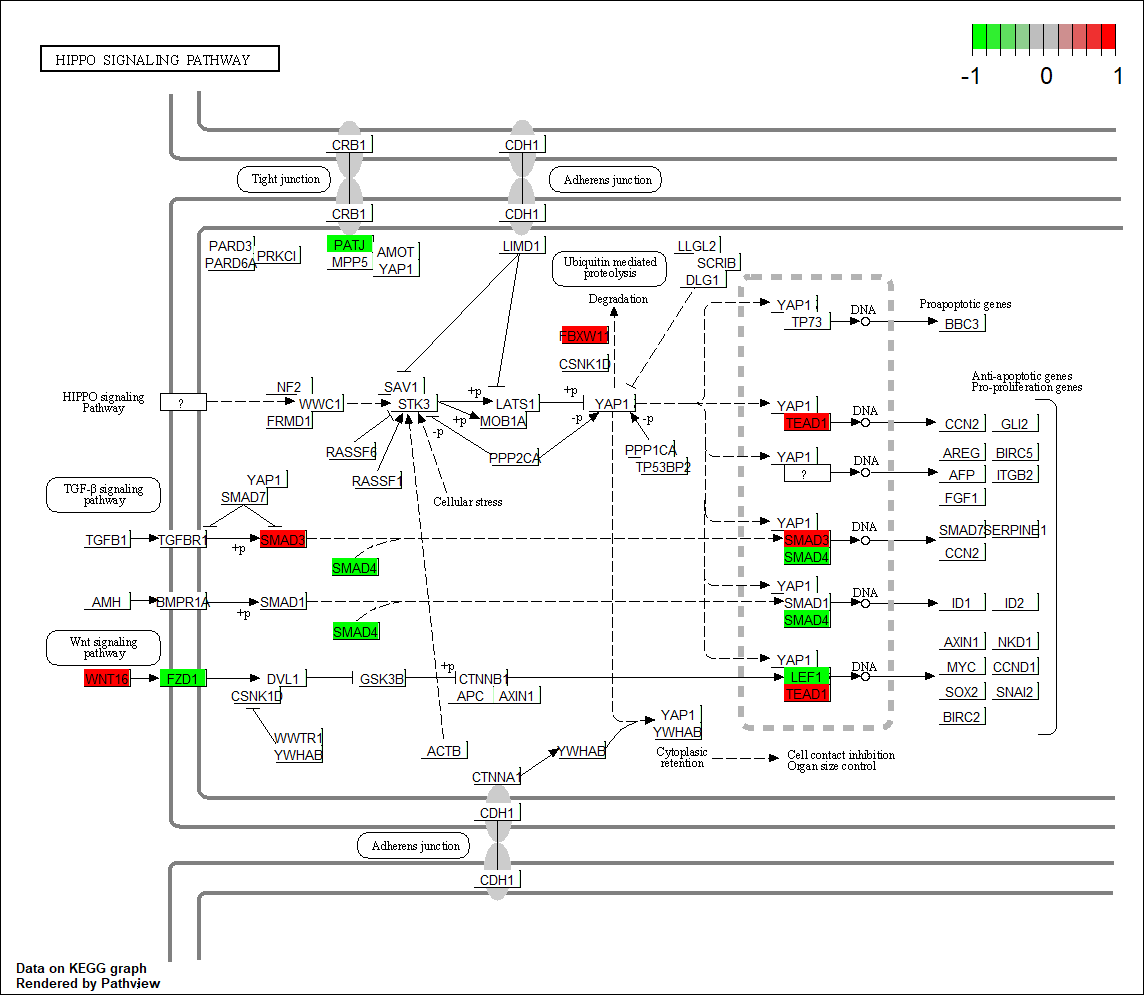 HIPPO SIGNALING PATHWAY
-1 0 1
CRB1
CDH1
Tight junction
Adherens junction
CRB1
CDH1
PARD3
PARD6A
PRKCI
PATJ
MPP5
AMOT
YAP1
LIMD1
Ubiquitin mediated
proteolysis
LLGL2
SCRIB
DLG1
Degradation
FBXW11
CSNK1D
YAP1
TP73
DNA
Proapoptotic genes
BBC3
Anti-apoptotic genes
Pro-proliferation genes
HIPPO signaling
Pathway
?
NF2
WWC1
FRMD1
SAV1
STK3
+p
+p
-p
LATS1
MOB1A
+p
-p
YAP1
-p
RASSF6
RASSF1
PPP2CA
PPP1CA
TP53BP2
Cellular stress
YAP1
TEAD1
DNA
CCN2
GLI2
YAP1
?
DNA
AREG
BIRC5
AFP
ITGB2
FGF1
TGF-β signaling
pathway
YAP1
SMAD7
TGFB1
TGFBR1
+p
SMAD3
SMAD4
YAP1
SMAD3
SMAD4
DNA
SMAD7
SERPINE1
CCN2
AMH
BMPR1A
+p
SMAD1
SMAD4
YAP1
SMAD1
SMAD4
DNA
ID1
ID2
Wnt signaling
pathway
WNT16
FZD1
DVL1
CSNK1D
GSK3B
+p
CTNNB1
APC
AXIN1
YAP1
LEF1
TEAD1
DNA
AXIN1
NKD1
MYC
CCND1
SOX2
SNAI2
BIRC2
WWTR1
YWHAB
ACTB
YWHAB
YAP1
YWHAB
Cytoplasic
retention
Cell contact inhibition
Organ size control
CTNNA1
CDH1
Adherens junction
CDH1
Data on KEGG graph
Rendered by Pathview